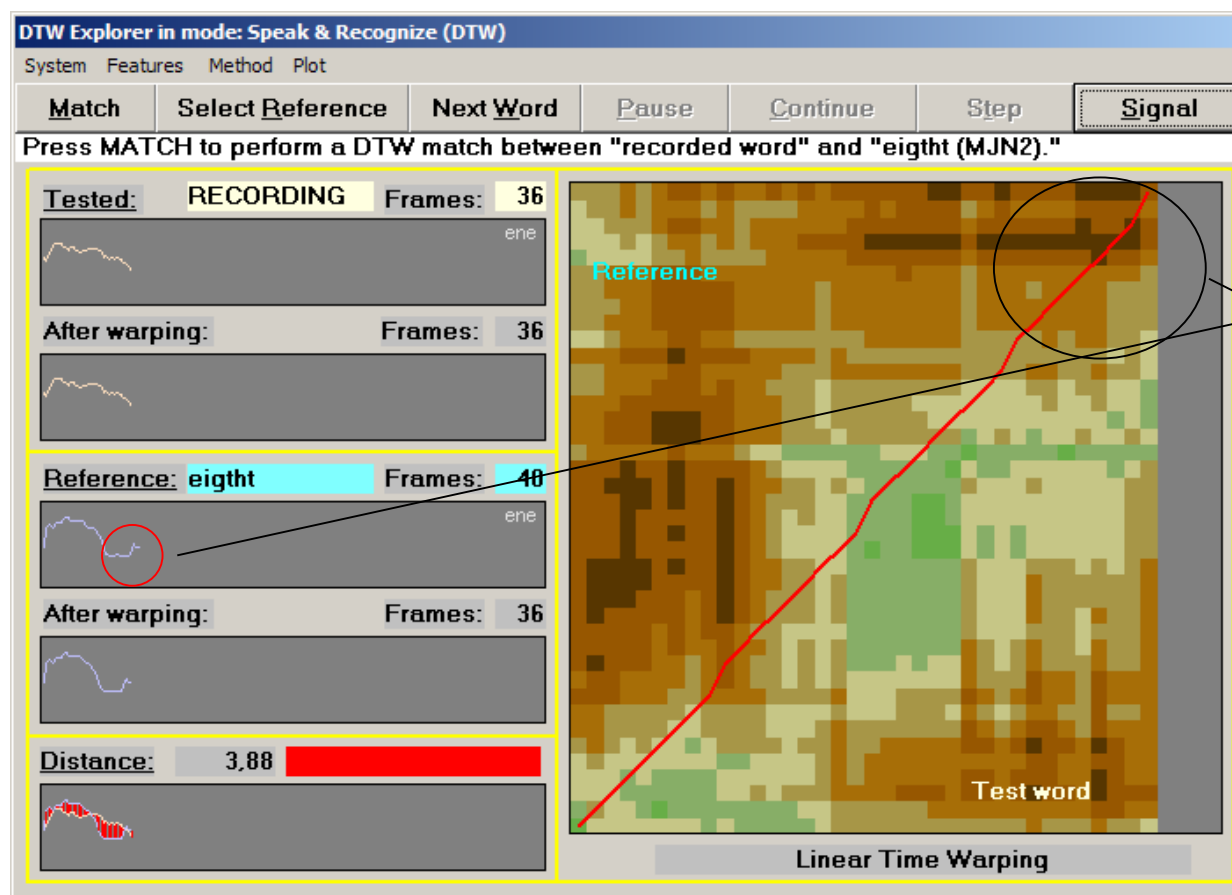 DTW Explorer in mode: Speak & Recognize (DTW)
System Features Method Plot
Match Select Reference Next Word Pause Continue Step Signal
Press MATCH to perform a DTW match between "recorded word" and "eigtht (MJN2)."
Tested: RECORDING Frames: 36
ene
After warping: Frames: 36
Reference: eigtht Frames: 40
ene
After warping: Frames: 36
Distance: 3,88
Reference
Test word
Linear Time Warping